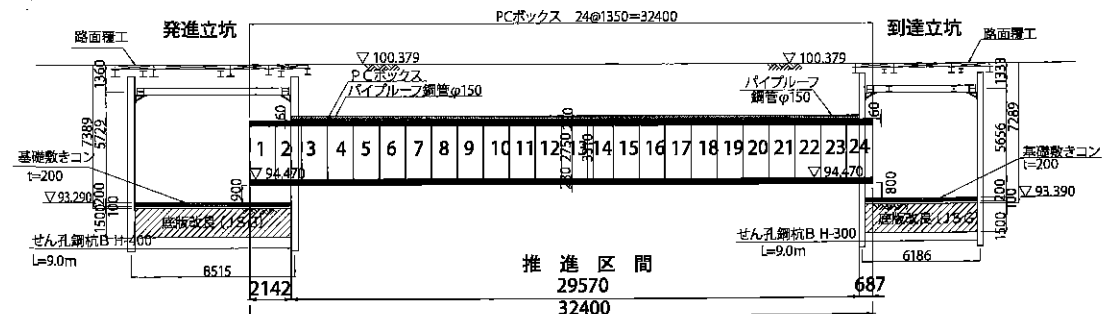 PCボックス 24@1350=32400
発進立坑
到達立坑
路面覆工
路面覆工
▽100.379
▽100.379
PCボックス
パイプルーフ鋼管φ150
パイプルーフ
鋼管φ150
1360
7389
5729
60
60
1333
5656
7289
1 2 3 4 5 6 7 8 9 10 11 12 13 14 15 16 17 18 19 20 21 22 23 24
2750
基礎敷きコン
t=200
基礎敷きコン
t=200
▽94.470
▽94.470
900
800
▽93.290
▽93.390
200
100
1500
200
1500
底版改良(JSG)
底版改良(JSG)
せん孔鋼杭B H-400
L=9.0m
せん孔鋼杭B H-300
L=9.0m
8515
6186
推進区間
2142
29570
687
32400